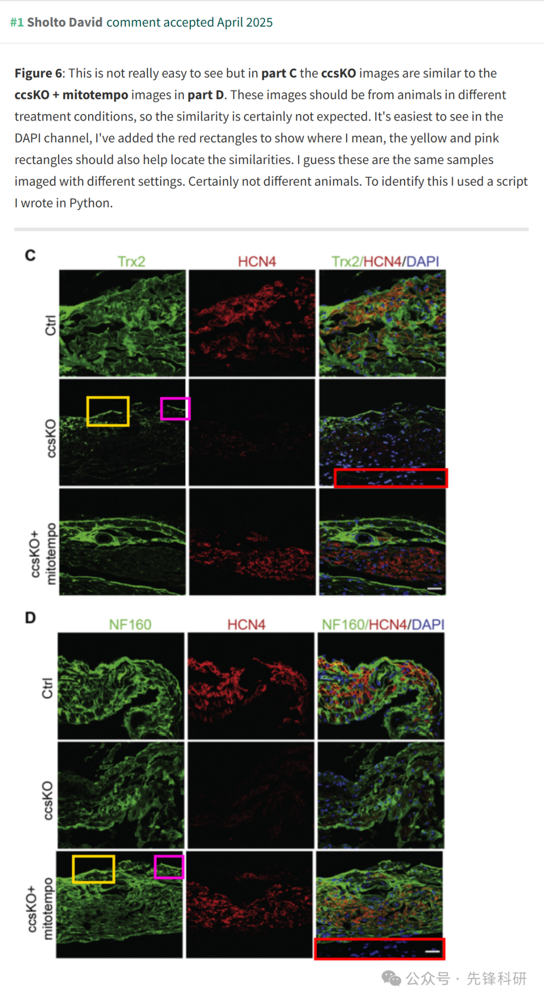 #1 Sholto David comment accepted April 2025
Figure 6: This is not really easy to see but in part C the ccsKO images are similar to the
ccsKO + mitotempo images in part D. These images should be from animals in different
treatment conditions, so the similarity is certainly not expected. It's easiest to see in the
DAPI channel, I've added the red rectangles to show where I mean, the yellow and pink
rectangles should also help locate the similarities. I guess these are the same samples
imaged with different settings. Certainly not different animals. To identify this I used a script
I wrote in Python.
C
Trx2 HCN4 Trx2/HCN4/DAPI
Ctrl
ccsKO
ccsKO+
mitotempo
D
NF160 HCN4 NF160/HCN4/DAPI
Ctrl
ccsKO
ccsKO+
mitotempo
公众号 · 先锋科研